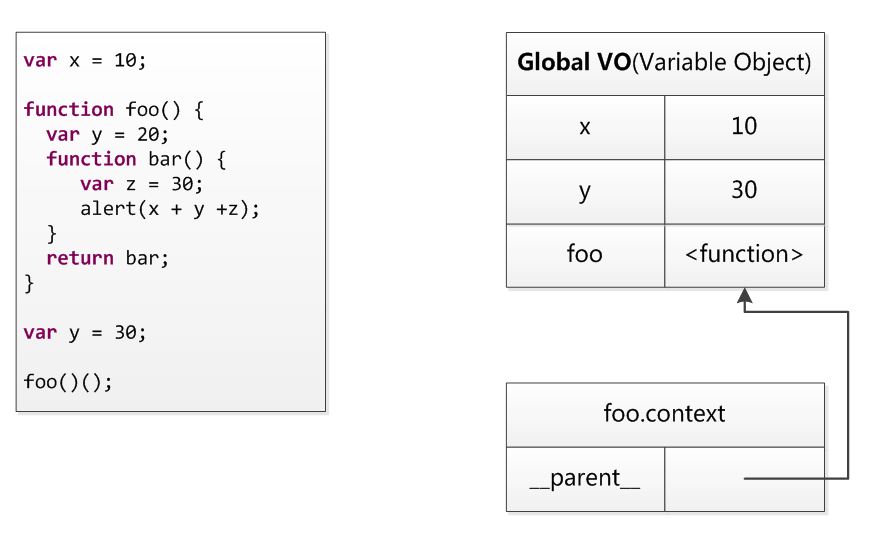 var x = 10;
function foo() {
var y = 20;
function bar() {
var z = 30;
alert(x + y +z);
}
return bar;
}
var y = 30;
foo()();
Global VO(Variable Object)
x 10
y 30
foo <function>
foo.context
__parent__